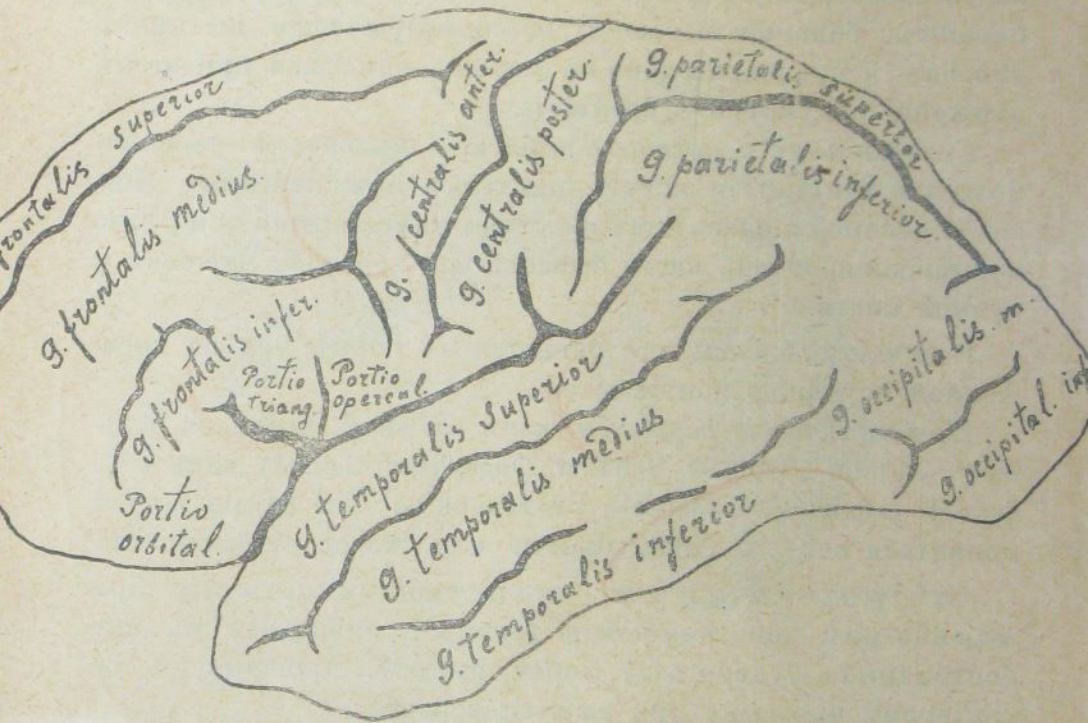 frontalis superior
g. frontalis medius.
g. frontalis infer.
Portio
triang.
Portio
opercul.
Portio
orbital.
g. centralis anter.
g. centralis poster.
g. parietalis superior
g. parietalis inferior.
g. temporalis superior
g. temporalis medius
g. temporalis inferior
g. occipitalis m.
g. occipital. inf